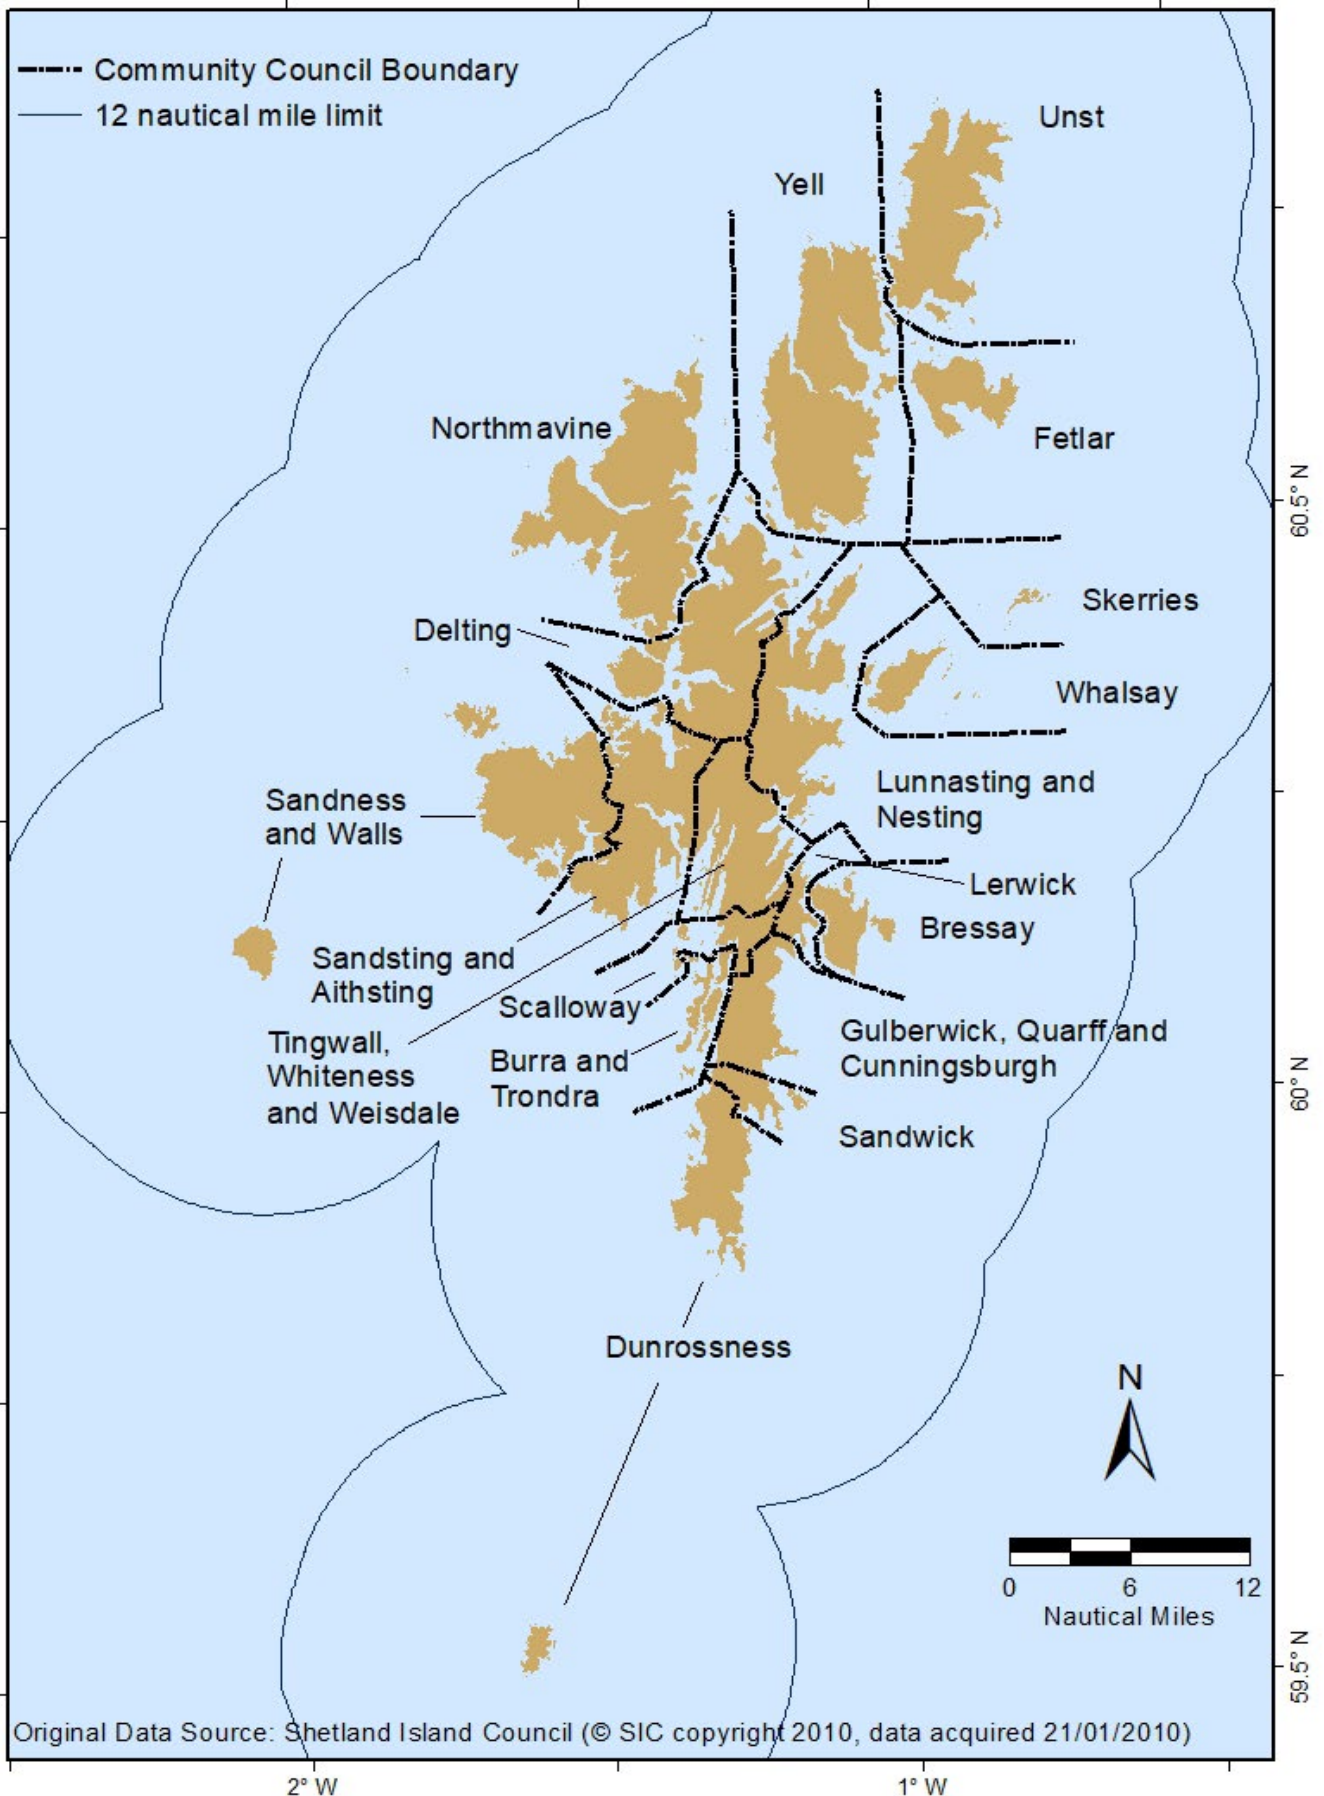 Community Council Boundary
12 nautical mile limit
Unst
Yell
Northmavine
Fetlar
60.5° N
Skerries
Delting
Whalsay
Lunnasting and
Nesting
Sandness
and Walls
Lerwick
Bressay
Sandsting and
Aithsting
Scalloway
Gulberwick, Quarff and
Cunningsburgh
Tingwall,
Whiteness
and Weisdale
Burra and
Trondra
60° N
Sandwick
Dunrossness
N
0 6 12
Nautical Miles
59.5° N
Original Data Source: Shetland Island Council (© SIC copyright 2010, data acquired 21/01/2010)
2° W
1° W